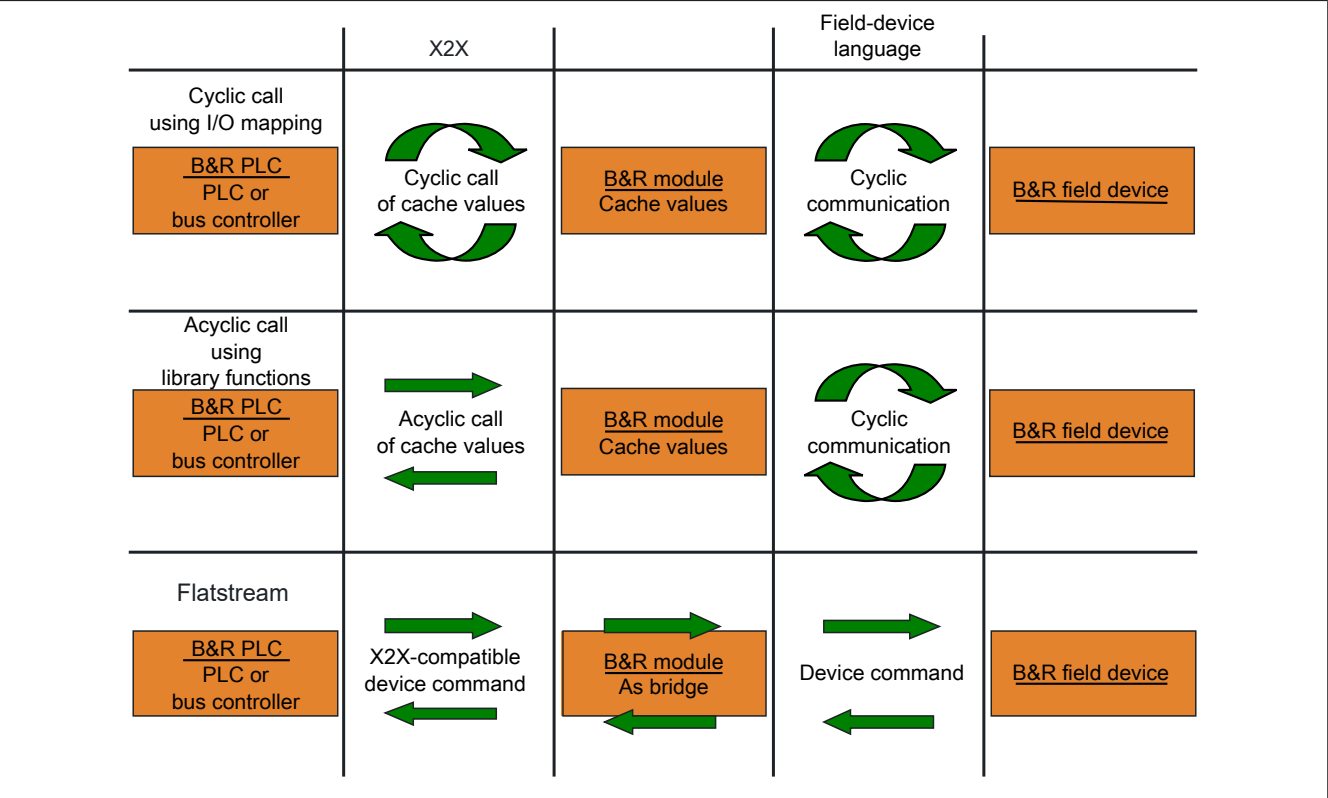 Field-device
language
X2X
Cyclic call
using I/O mapping
B&R PLC
PLC or
bus controller
Cyclic call
of cache values
B&R module
Cache values
Cyclic
communication
B&R field device
Acyclic call
using
library functions
B&R PLC
PLC or
bus controller
Acyclic call
of cache values
B&R module
Cache values
Cyclic
communication
B&R field device
Flatstream
B&R PLC
PLC or
bus controller
X2X-compatible
device command
B&R module
As bridge
Device command
B&R field device